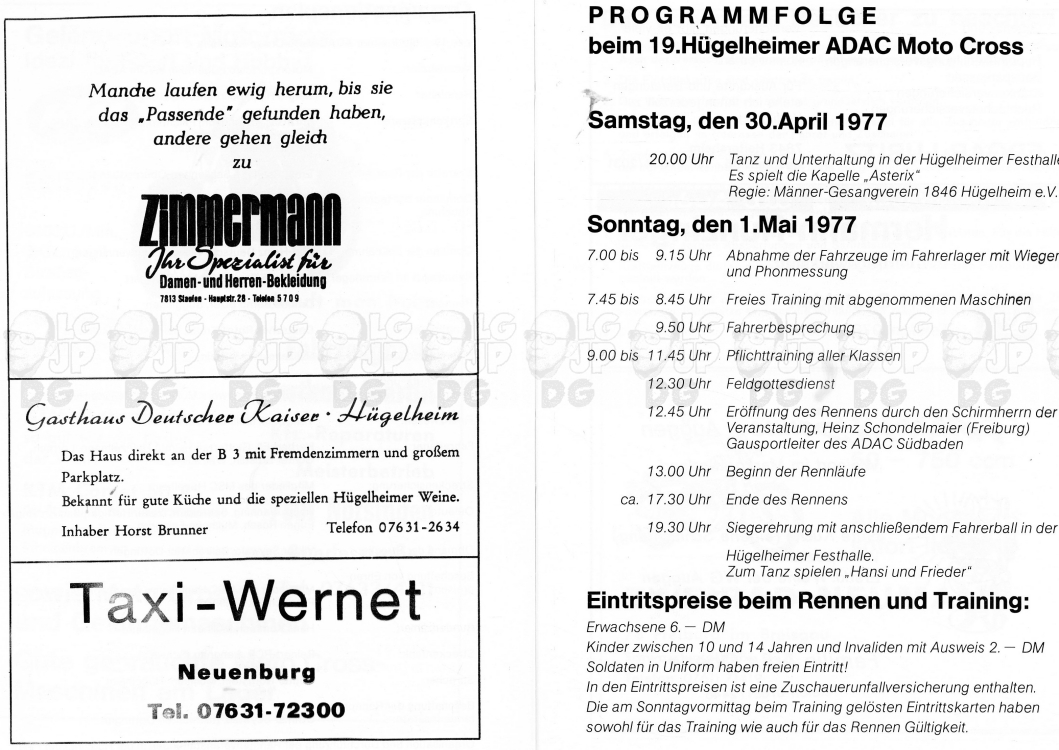 Manche laufen ewig herum, bis sie
das „Passende" gefunden haben,
andere gehen gleich
zu
Zimmermann
Ihr Spezialist für
Damen- und Herren-Bekleidung
7813 Staufen - Hauptstr. 28 - Telefon 5709
Gasthaus Deutscher Kaiser · Hügelheim
Das Haus direkt an der B 3 mit Fremdenzimmern und großem
Parkplatz.
Bekannt für gute Küche und die speziellen Hügelheimer Weine.
Inhaber Horst Brunner Telefon 07631-2634
Taxi-Wernet
Neuenburg
Tel. 07631-72300
PROGRAMMFOLGE
beim 19.Hügelheimer ADAC Moto Cross
Samstag, den 30.April 1977
20.00 Uhr Tanz und Unterhaltung in der Hügelheimer Festhalle
Es spielt die Kapelle „Asterix"
Regie: Männer-Gesangverein 1846 Hügelheim e.V.
Sonntag, den 1.Mai 1977
7.00 bis 9.15 Uhr Abnahme der Fahrzeuge im Fahrerlager mit Wiegen
und Phonmessung
7.45 bis 8.45 Uhr Freies Training mit abgenommenen Maschinen
9.50 Uhr Fahrerbesprechung
9.00 bis 11.45 Uhr Pflichttraining aller Klassen
12.30 Uhr Feldgottesdienst
12.45 Uhr Eröffnung des Rennens durch den Schirmherrn der
Veranstaltung, Heinz Schondelmaier (Freiburg)
Gausportleiter des ADAC Südbaden
13.00 Uhr Beginn der Rennläufe
ca. 17.30 Uhr Ende des Rennens
19.30 Uhr Siegerehrung mit anschließendem Fahrerball in der
Hügelheimer Festhalle.
Zum Tanz spielen „Hansi und Frieder"
Eintritspreise beim Rennen und Training:
Erwachsene 6.— DM
Kinder zwischen 10 und 14 Jahren und Invaliden mit Ausweis 2.— DM
Soldaten in Uniform haben freien Eintritt!
In den Eintrittspreisen ist eine Zuschauerunfallversicherung enthalten.
Die am Sonntagvormittag beim Training gelösten Eintrittskarten haben
sowohl für das Training wie auch für das Rennen Gültigkeit.
LG
JP
DG